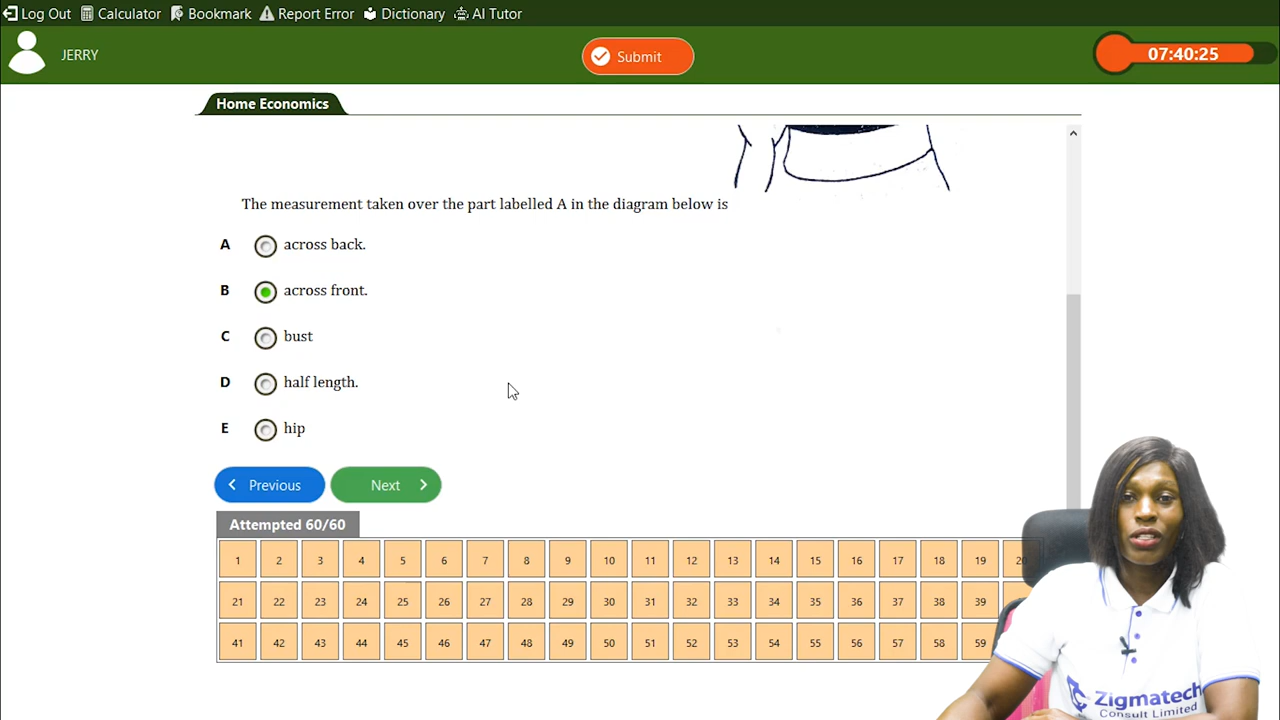 Log Out Calculator Bookmark Report Error Dictionary AI Tutor
JERRY
Submit
07:40:25
Home Economics
The measurement taken over the part labelled A in the diagram below is
A across back.
B across front.
C bust
D half length.
E hip
Previous Next
Attempted 60/60
1 2 3 4 5 6 7 8 9 10 11 12 13 14 15 16 17 18 19 20
21 22 23 24 25 26 27 28 29 30 31 32 33 34 35 36 37 38 39
41 42 43 44 45 46 47 48 49 50 51 52 53 54 55 56 57 58 59
Zigmatech
Consult Limited